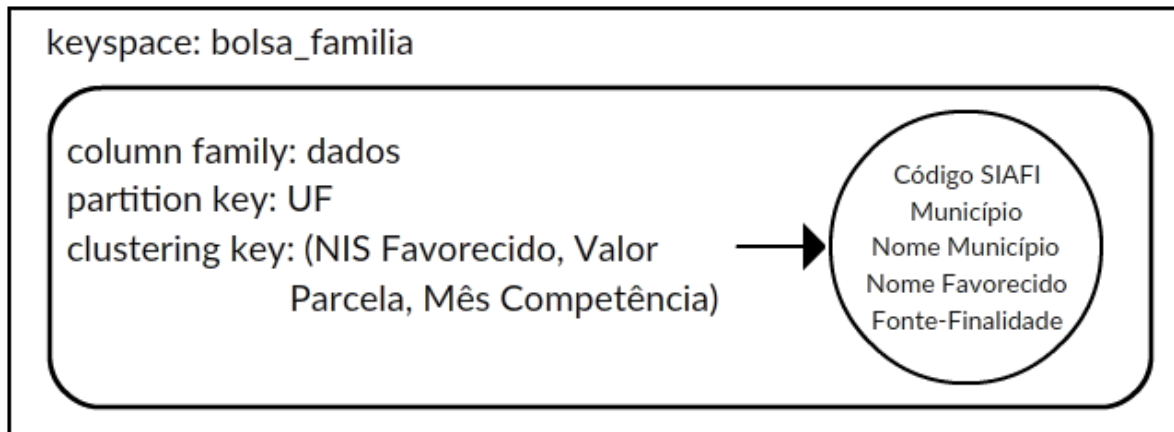 keyspace: bolsa_familia
column family: dados
partition key: UF
clustering key: (NIS Favorecido, Valor
Parcela, Mês Competência)
Código SIAFI
Município
Nome Município
Nome Favorecido
Fonte-Finalidade